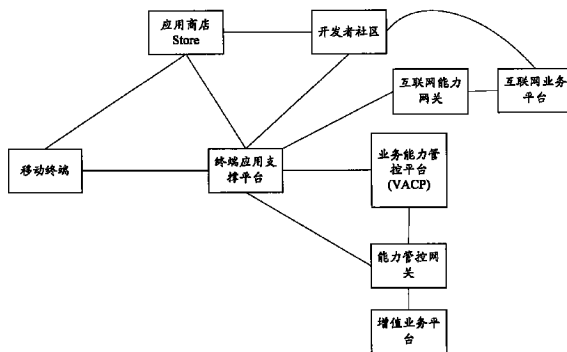 应用商店
Store
开发者社区
互联网能力
网关
互联网业务
平台
移动终端
终端应用支
撑平台
业务能力管
控平台
(VACP)
能力管控网
关
增值业务平
台